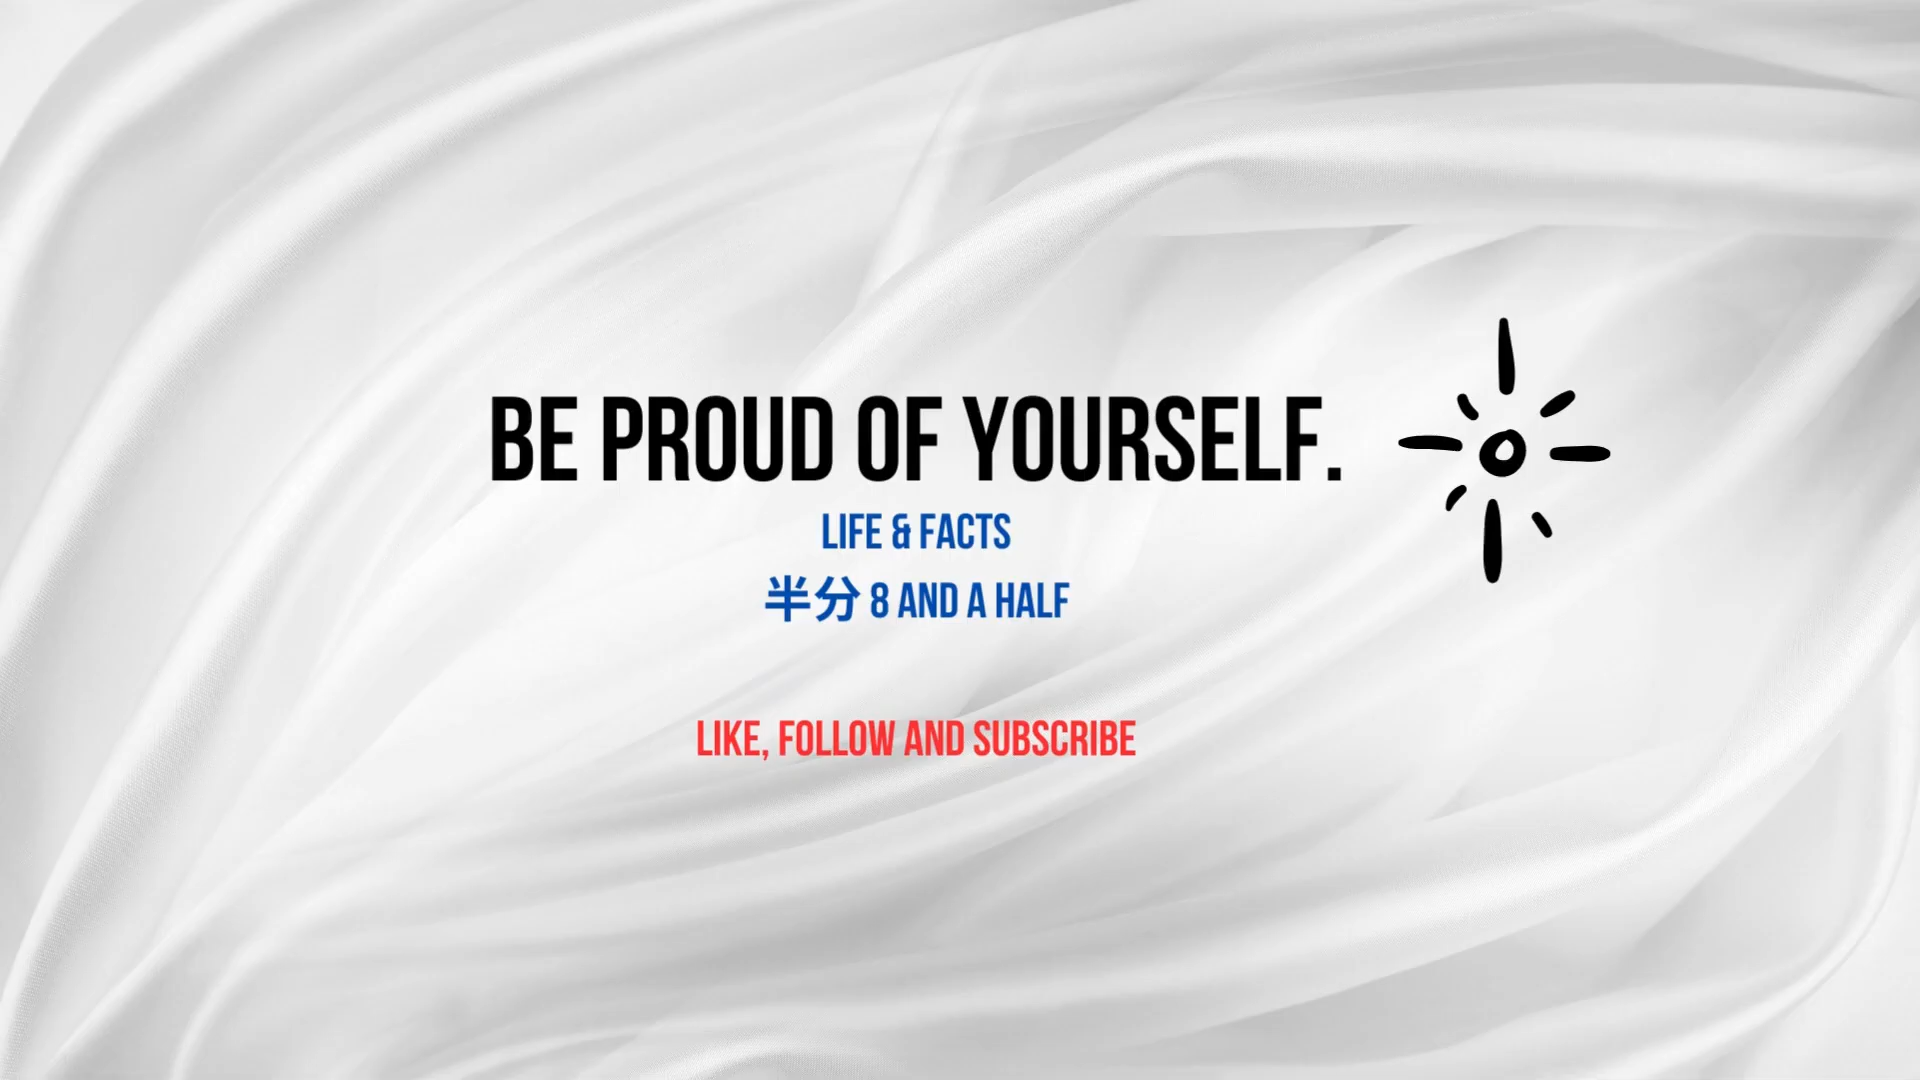 BE PROUD OF YOURSELF.
LIFE & FACTS
半分 8 AND A HALF
LIKE, FOLLOW AND SUBSCRIBE